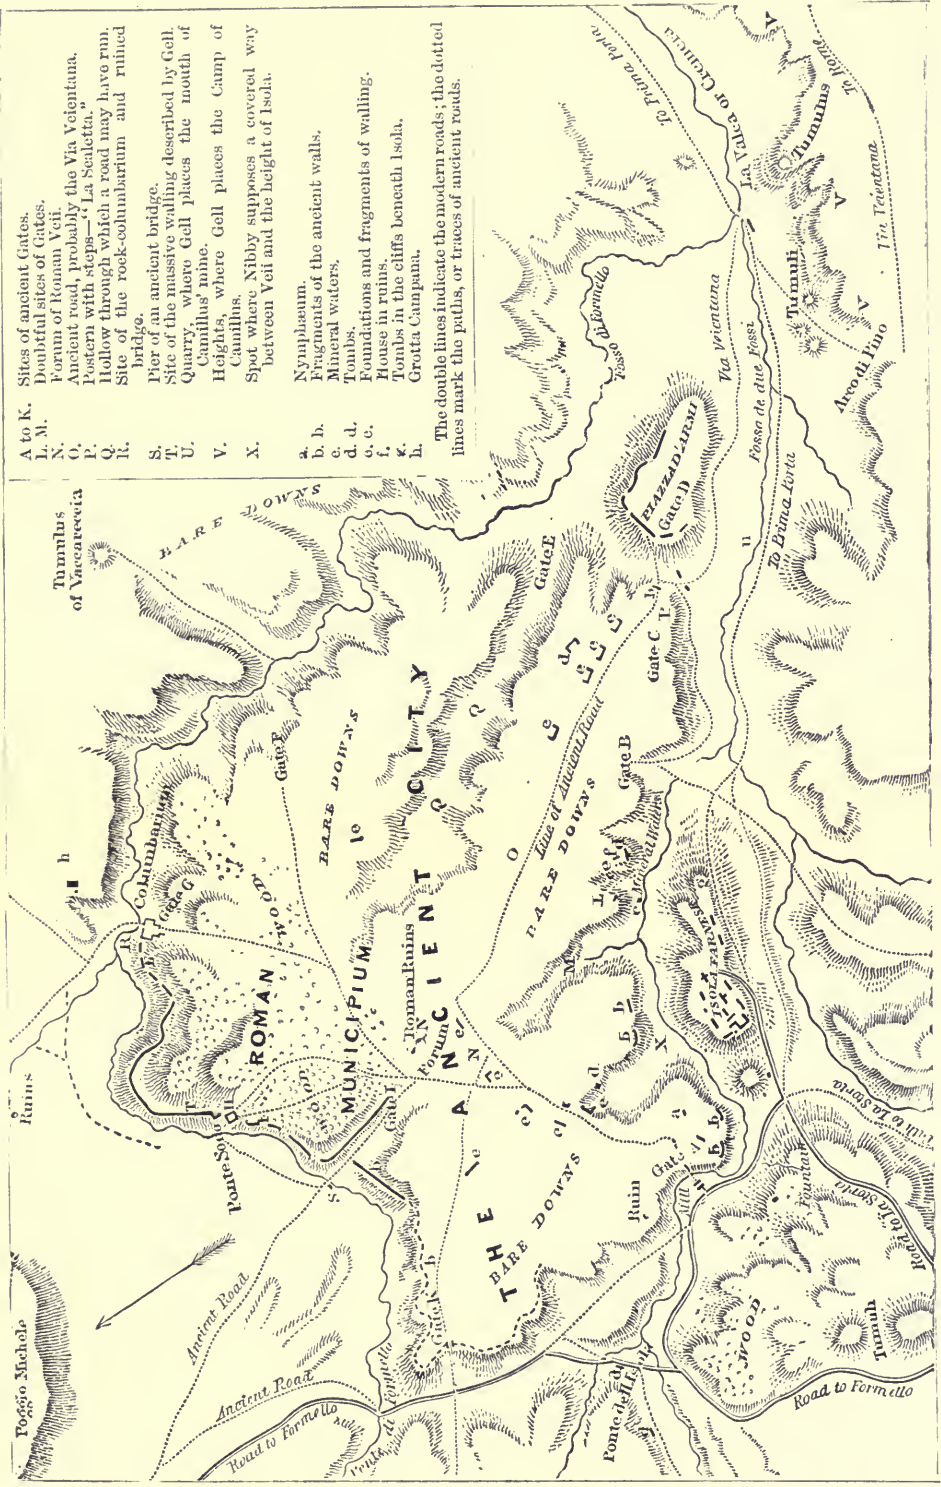 A to K. Sites of ancient Gates.
L. M. Doubtful sites of Gates.
N. Forum of Roman Veii.
O. Ancient road, probably the Via Veientana.
P. Postern with steps—“La Scaletta.”
Q. Hollow through which a road may have run.
R. Site of the rock-columbarium and ruined
bridge.
S. Pier of an ancient bridge.
T. Site of the massive walling described by Gell.
U. Quarry, where Gell places the mouth of
Camillus' mine.
V. Heights, where Gell places the Camp of
Camillus.
X. Spot where Nibby supposes a covered way
between Veii and the height of Isola.
a. Nymphæum.
b. b. Fragments of the ancient walls.
c. Mineral waters.
d. d. Tombs.
e. e. Foundations and fragments of walling.
f. House in ruins.
g. Tombs in the cliffs beneath Isola.
h. Grotta Campana.
The double lines indicate the modern roads; the dotted
lines mark the paths, or traces of ancient roads.
Poggio Michele
Ruins
h
Tumulus
of Vaccareccia
BARE DOWNS
Ancient Road
Ancient Road
Road to Formello
Ponte Sodo
R
Columbarium
Gate G
Gate F
WOOD
ROMAN
MUNICIPIUM
WOOD
Gate I
S
BARE DOWNS
Roman Ruins
Forum
N
THE ANCIENT CITY
Q
Q
Gate E
O
Line of Ancient Road
BARE DOWNS
BARE DOWNS
Gate K
Ruin
Gate A
Mill
a
X
M
T
ISOLA FARNESE
Gate B
Gate C
P
PIAZZA D'ARMI
Gate D
Fosso di Formello
Via Veientana
Fosso de due Fossi
To Prima Porta
To Prima Porta
La Valca or Cremera
Tumulus
V
To Rome
V
Via Veientana
Tumuli
V
Arco di Pino
Fountain
Road to La Storta
WOOD
Tumuli
Road to Formello